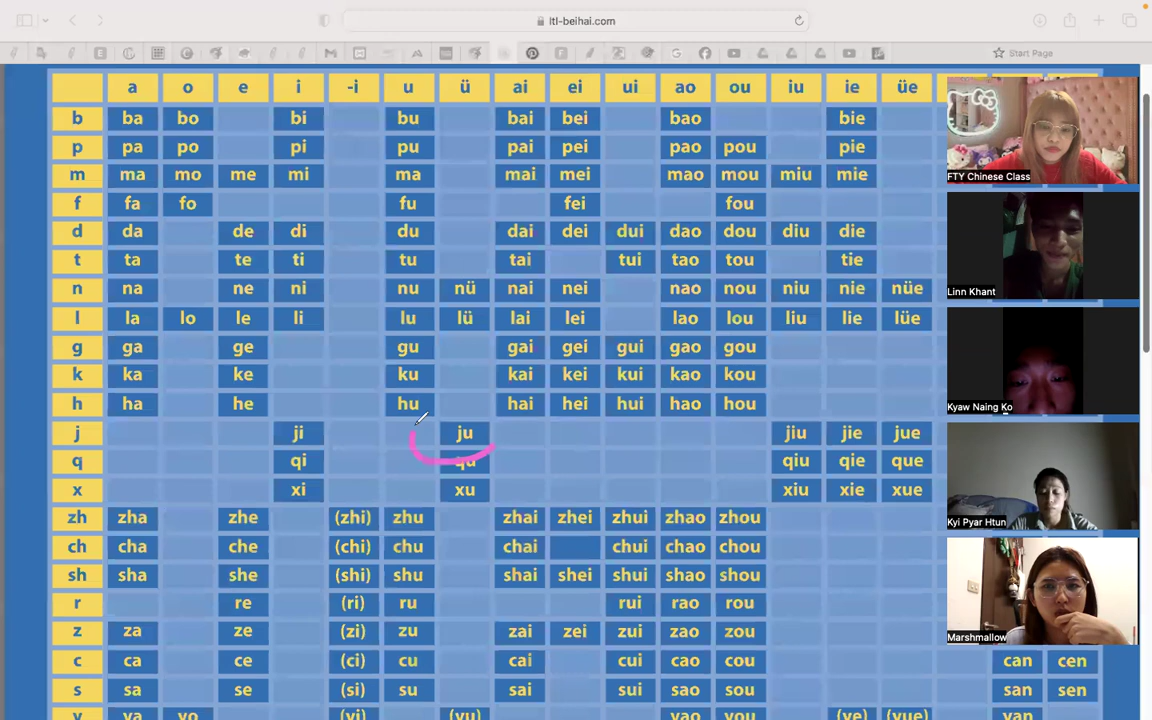 ltl-beihai.com
Start Page
a o e i -i u ü ai ei ui ao ou iu ie üe
b ba bo bi bu bai bei bao bie
p pa po pi pu pai pei pao pou pie
m ma mo me mi ma mai mei mao mou miu mie
f fa fo fu fei fou
d da de di du dai dei dui dao dou diu die
t ta te ti tu tai tui tao tou tie
n na ne ni nu nü nai nei nao nou niu nie nüe
l la lo le li lu lü lai lei lao lou liu lie lüe
g ga ge gu gai gei gui gao gou
k ka ke ku kai kei kui kao kou
h ha he hu hai hei hui hao hou
j ji ju jiu jie jue
q qi qu qiu qie que
x xi xu xiu xie xue
zh zha zhe (zhi) zhu zhai zhei zhui zhao zhou
ch cha che (chi) chu chai chui chao chou
sh sha she (shi) shu shai shei shui shao shou
r re (ri) ru rui rao rou
z za ze (zi) zu zai zei zui zao zou
c ca ce (ci) cu cai cui cao cou can cen
s sa se (si) su sai sui sao sou san sen
y ya yo (yi) (yu) yao you (ye) (yue) yan
FTY Chinese Class
Linn Khant
Kyaw Naing Ko
Kyi Pyar Htun
Marshmallow